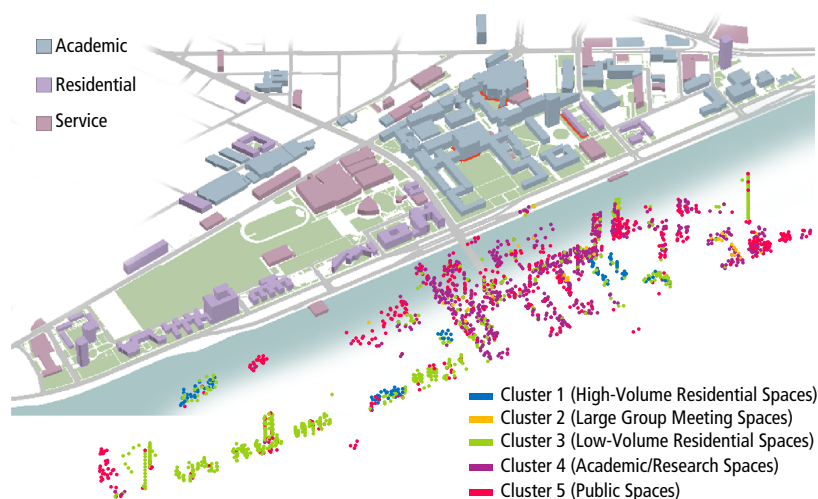 Academic
Residential
Service
Cluster 1 (High-Volume Residential Spaces)
Cluster 2 (Large Group Meeting Spaces)
Cluster 3 (Low-Volume Residential Spaces)
Cluster 4 (Academic/Research Spaces)
Cluster 5 (Public Spaces)